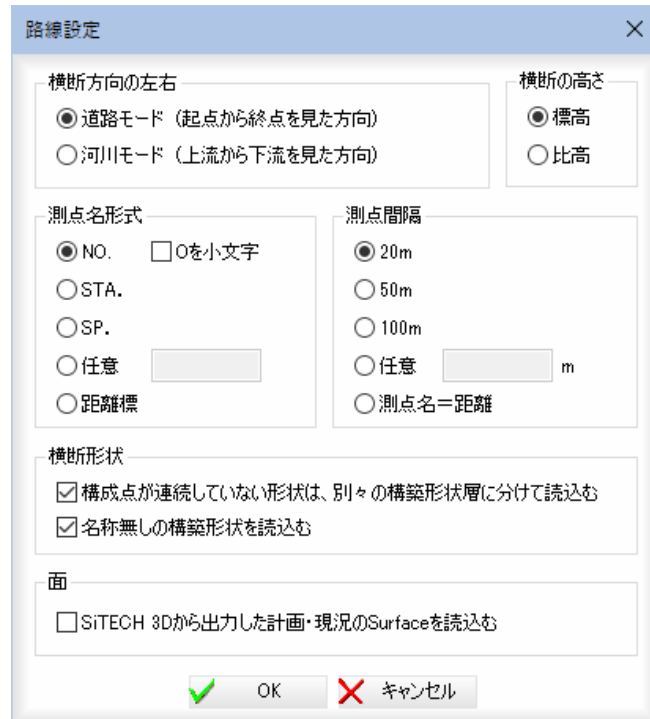 路線設定
横断方向の左右
道路モード（起点から終点を見た方向）
河川モード（上流から下流を見た方向）
横断の高さ
標高
比高
測点名形式
NO. Oを小文字
STA.
SP.
任意
距離標
測点間隔
20m
50m
100m
任意 m
測点名＝距離
横断形状
構成点が連続していない形状は、別々の構築形状層に分けて読込む
名称無しの構築形状を読込む
面
SiTECH 3Dから出力した計画・現況のSurfaceを読込む
OK キャンセル